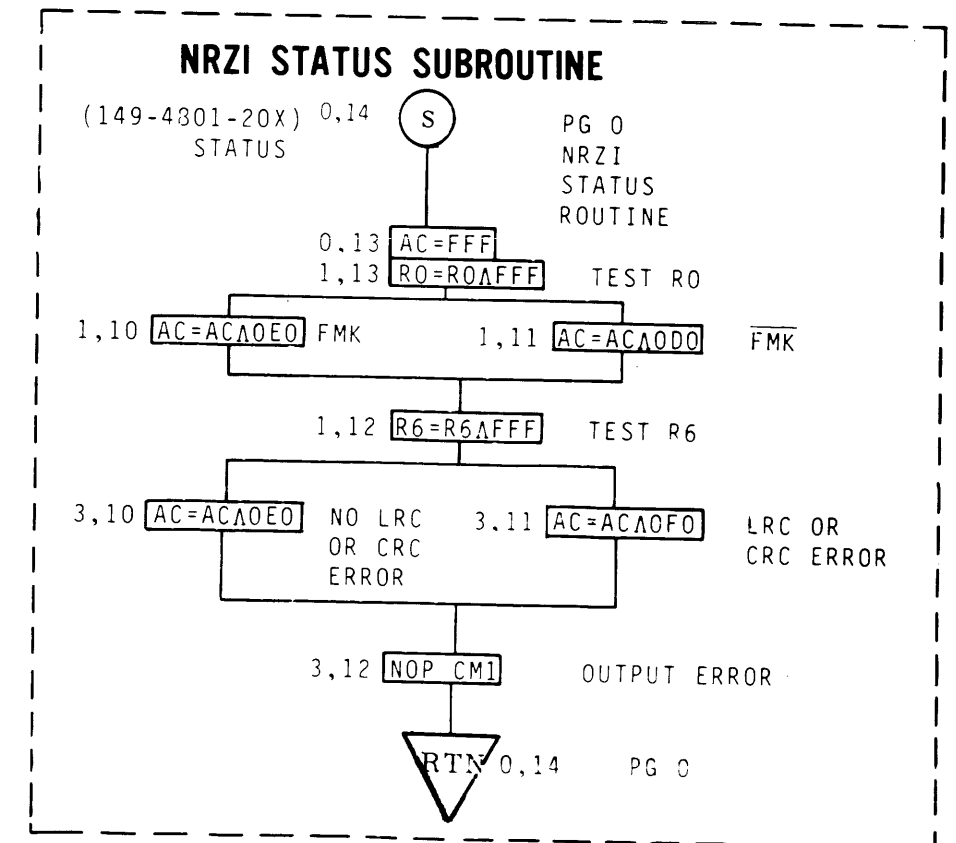 NRZI STATUS SUBROUTINE
(149-4801-20X) 0,14 S
STATUS
PG 0
NRZI
STATUS
ROUTINE
0,13 AC=FFF
1,13 R0=R0ΛFFF TEST R0
1,10 AC=ACΛ0E0 FMK 1,11 AC=ACΛ0D0 F̅M̅K̅
1,12 R6=R6ΛFFF TEST R6
3,10 AC=ACΛ0E0 NO LRC OR CRC ERROR
3,11 AC=ACΛ0F0 LRC OR CRC ERROR
3,12 NOP CM1 OUTPUT ERROR
RTN 0,14 PG 0